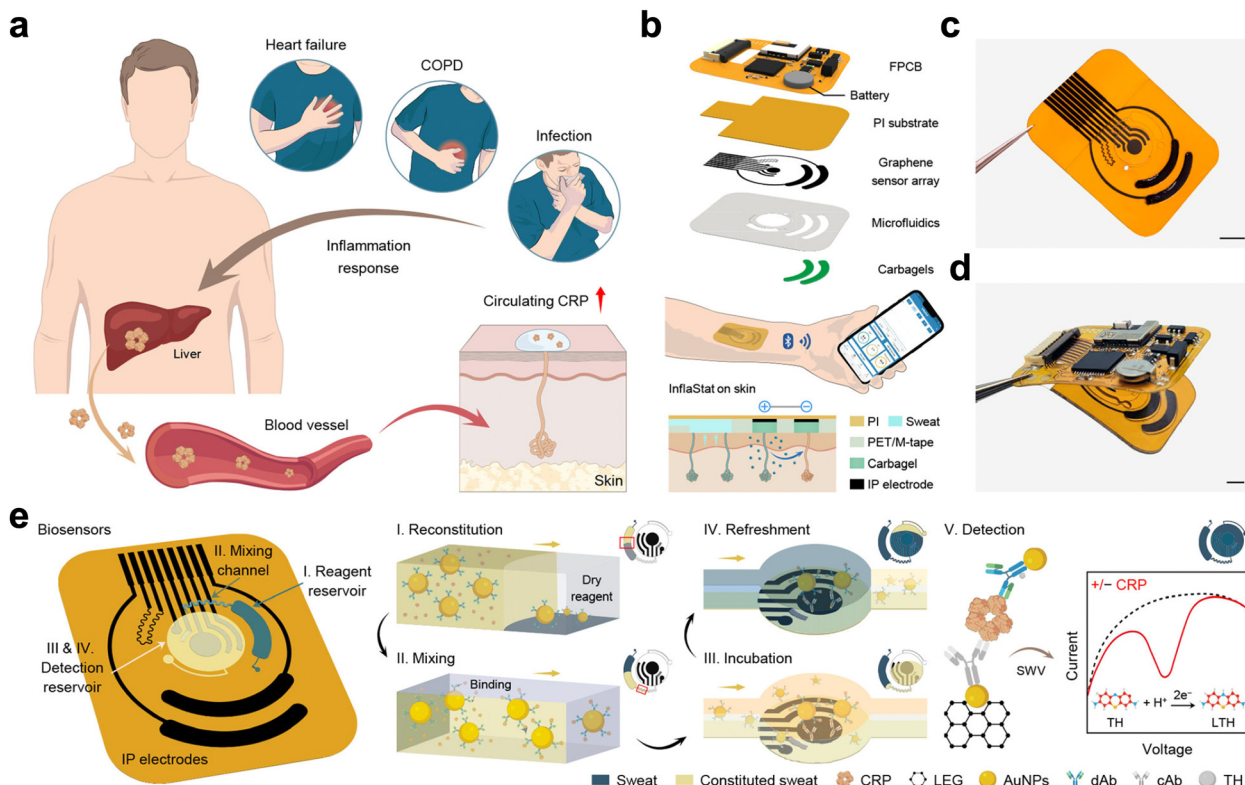 a
Heart failure
COPD
Infection
Inflammation
response
Liver
Circulating CRP
Blood vessel
Skin
b
FPCB
Battery
PI substrate
Graphene
sensor array
Microfluidics
Carbagels
InflaStat on skin
PI
Sweat
PET/M-tape
Carbagel
IP electrode
c
d
e
Biosensors
II. Mixing
channel
I. Reagent
reservoir
III & IV.
Detection
reservoir
IP electrodes
I. Reconstitution
Dry
reagent
II. Mixing
Binding
IV. Refreshment
III. Incubation
V. Detection
SWV
+/− CRP
Current
TH
+ H⁺
2e⁻
LTH
Voltage
Sweat
Constituted sweat
CRP
LEG
AuNPs
dAb
cAb
TH